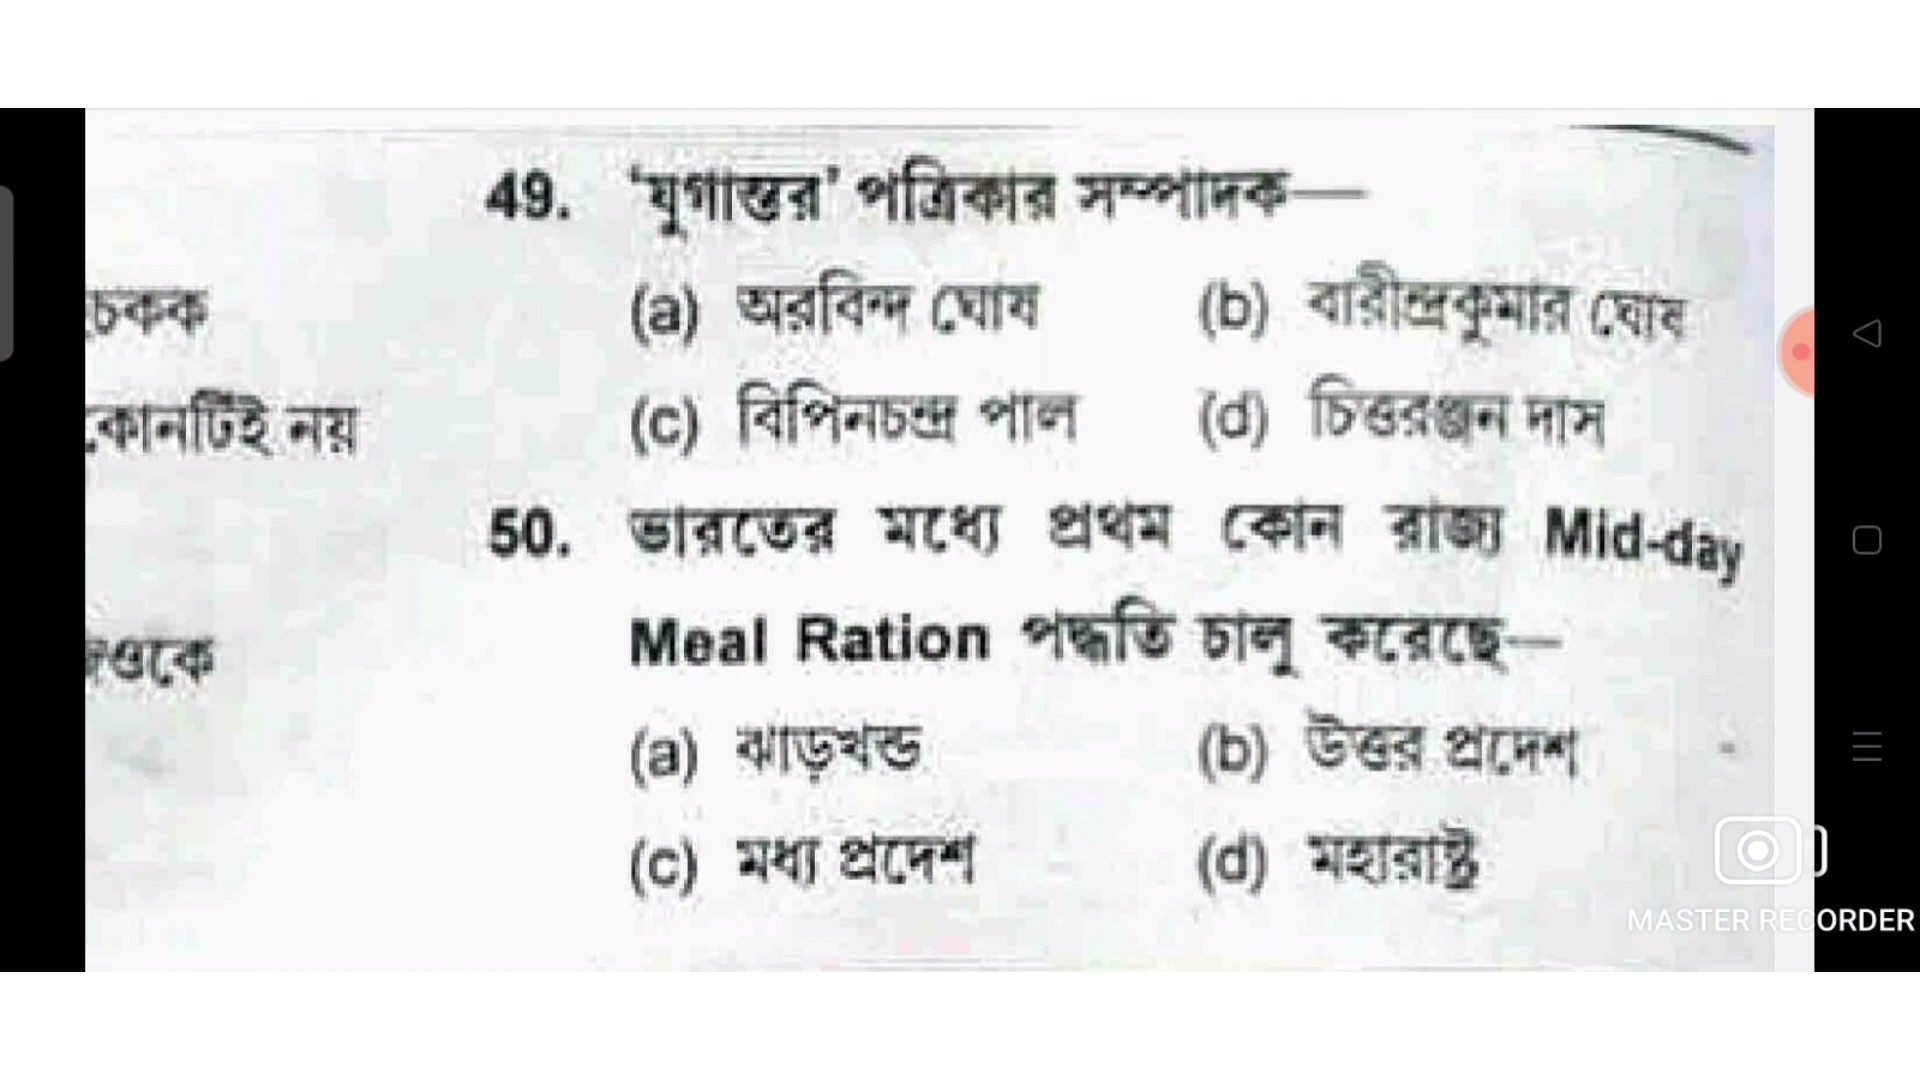 49. 'যুগান্তর' পত্রিকার সম্পাদক—
(a) অরবিন্দ ঘোষ (b) বারীন্দ্রকুমার ঘোষ
(c) বিপিনচন্দ্র পাল (d) চিত্তরঞ্জন দাস
50. ভারতের মধ্যে প্রথম কোন রাজ্য Mid-day
Meal Ration পদ্ধতি চালু করেছে—
(a) ঝাড়খন্ড (b) উত্তর প্রদেশ
(c) মধ্য প্রদেশ (d) মহারাষ্ট্র
চকক
কোনটিই নয়
ওকে
MASTER RECORDER